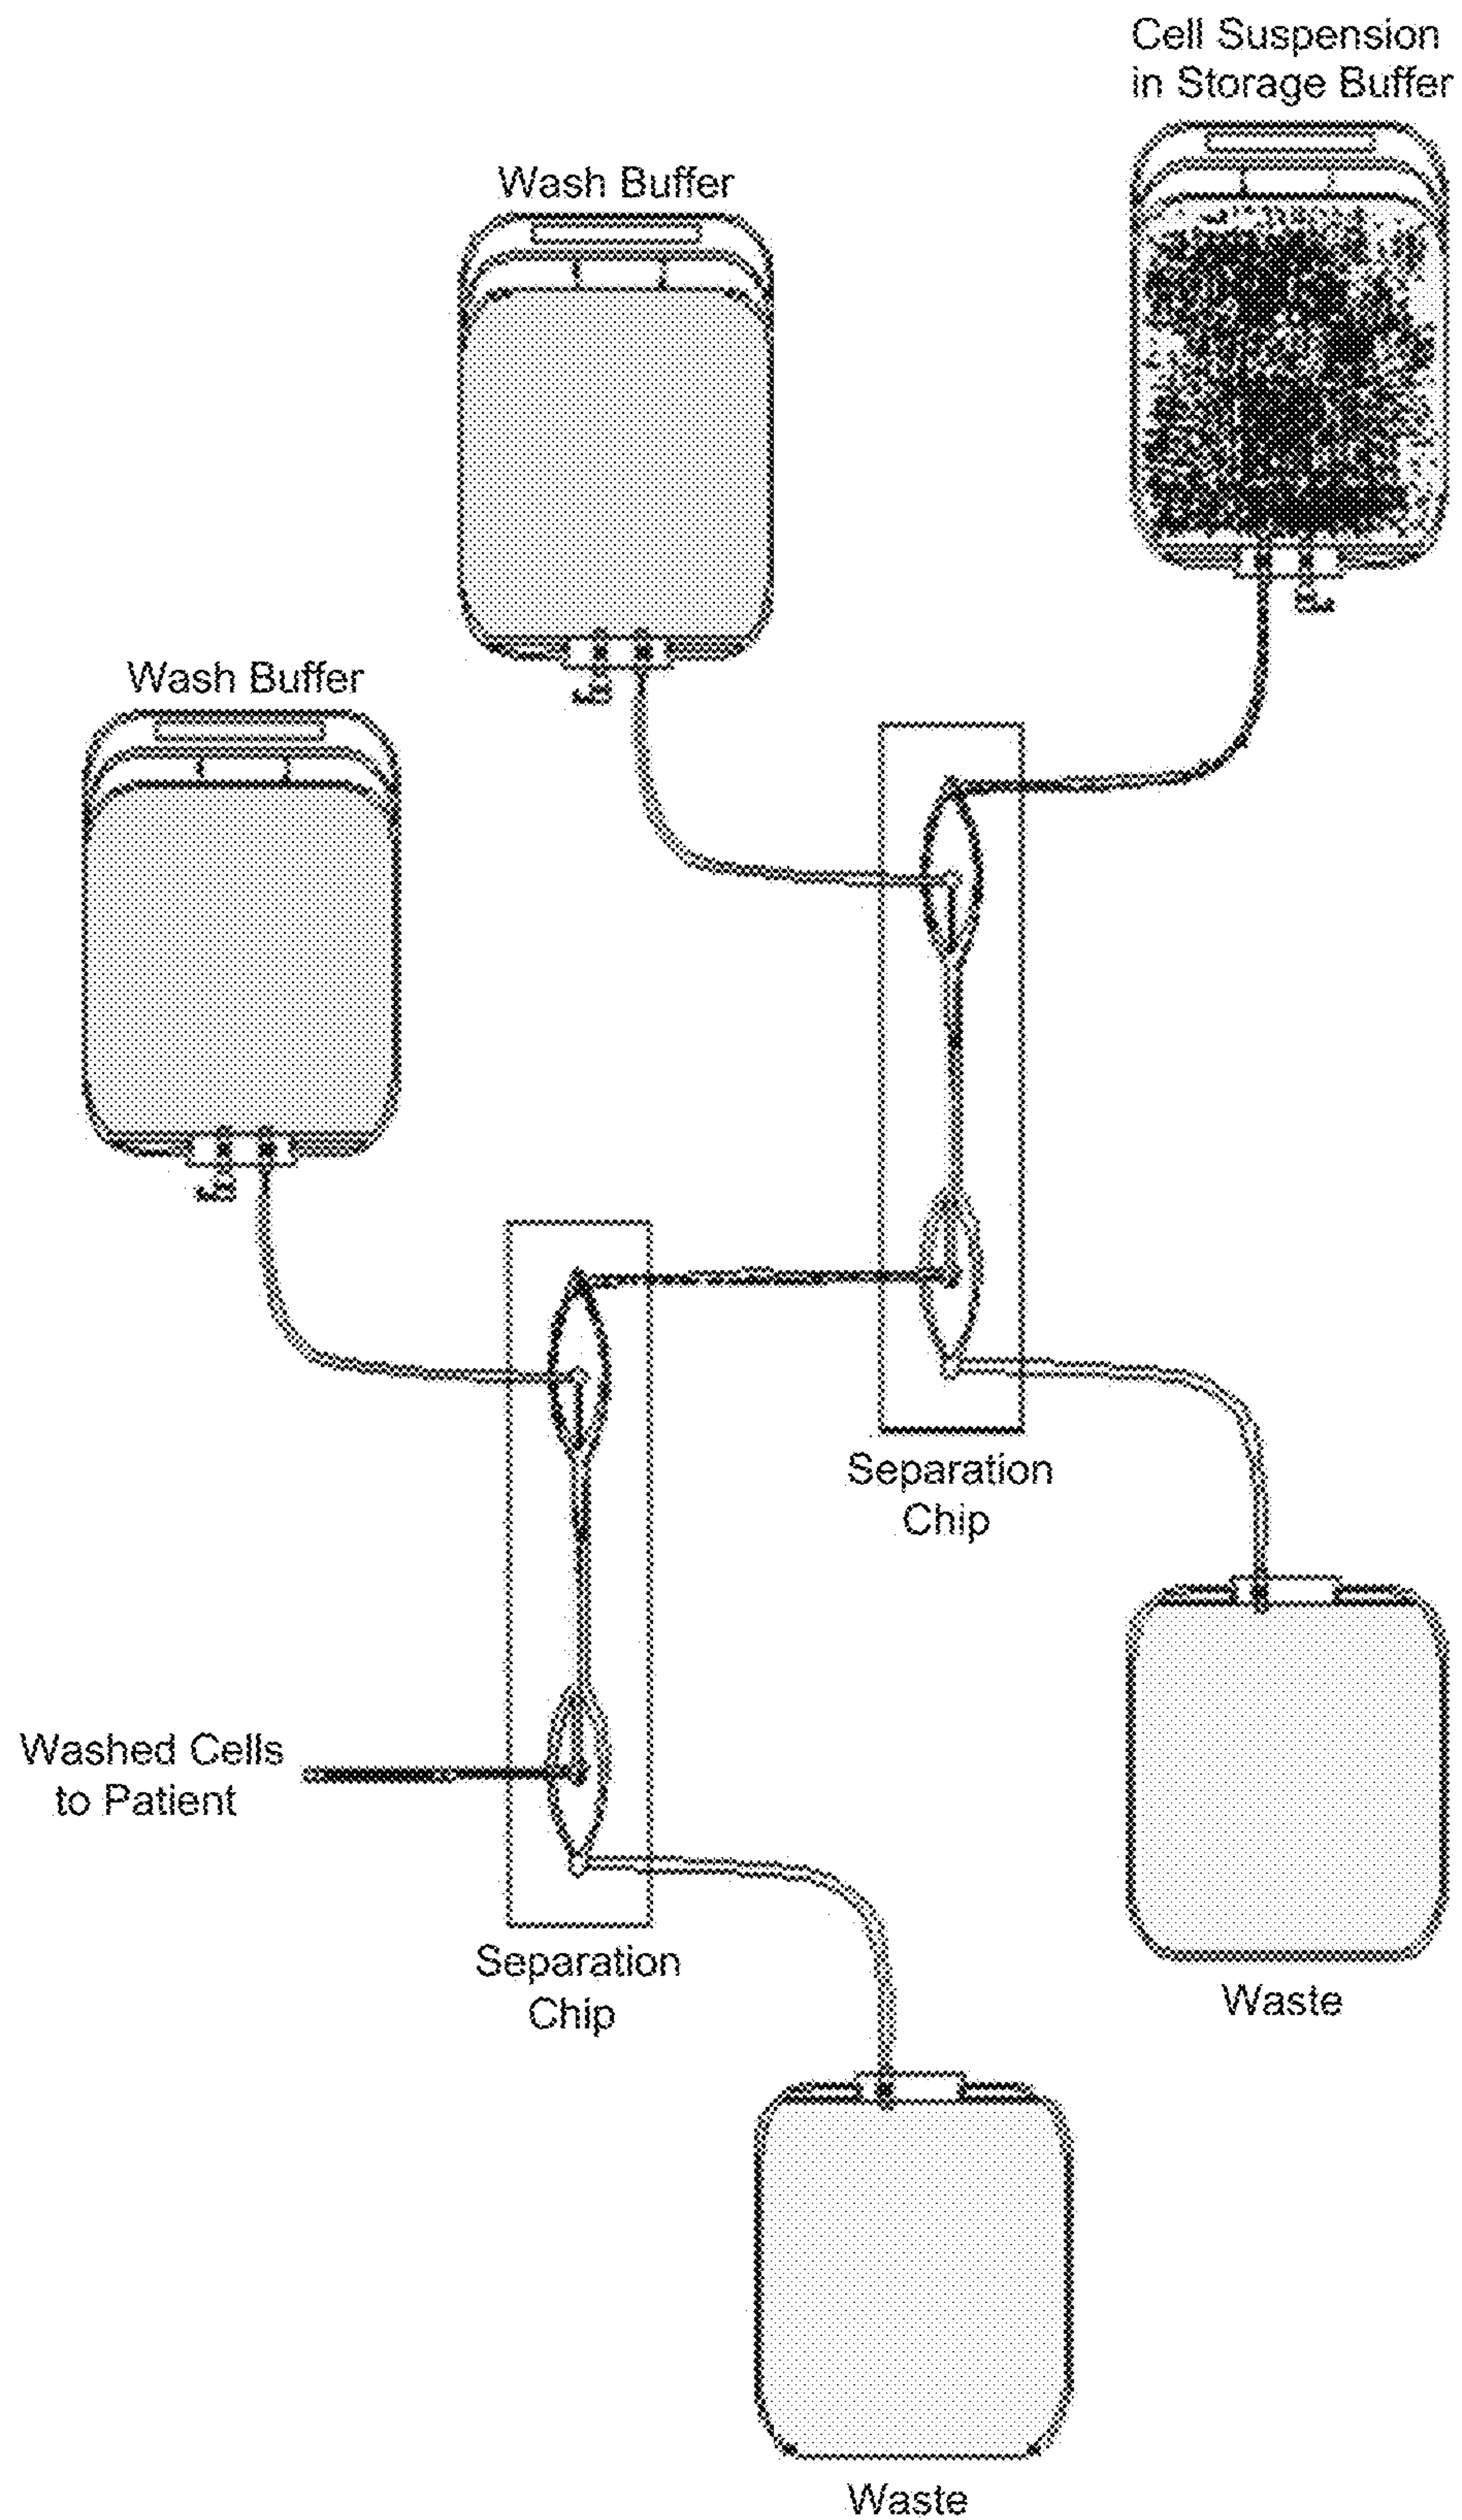 Cell Suspension
in Storage Buffer
Wash Buffer
Wash Buffer
Separation
Chip
Washed Cells
to Patient
Separation
Chip
Waste
Waste